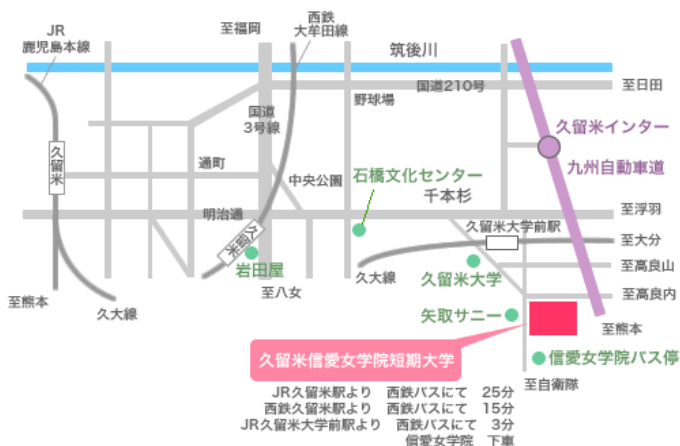 JR
鹿児島本線
至福岡
西鉄
大牟田線
筑後川
国道210号
至日田
国道
3号線
野球場
久留米インター
久留米
通町
中央公園
石橋文化センター
九州自動車道
千本杉
明治通
至浮羽
久留米大学前駅
久留米
至大分
岩田屋
久大線
久留米大学
至高良山
至熊本
久大線
至八女
至高良内
矢取サニー
至熊本
久留米信愛女学院短期大学
信愛女学院バス停
至自衛隊
JR久留米駅より 西鉄バスにて 25分
西鉄久留米駅より 西鉄バスにて 15分
JR久留米大学前駅より 西鉄バスにて 3分
信愛女学院 下車